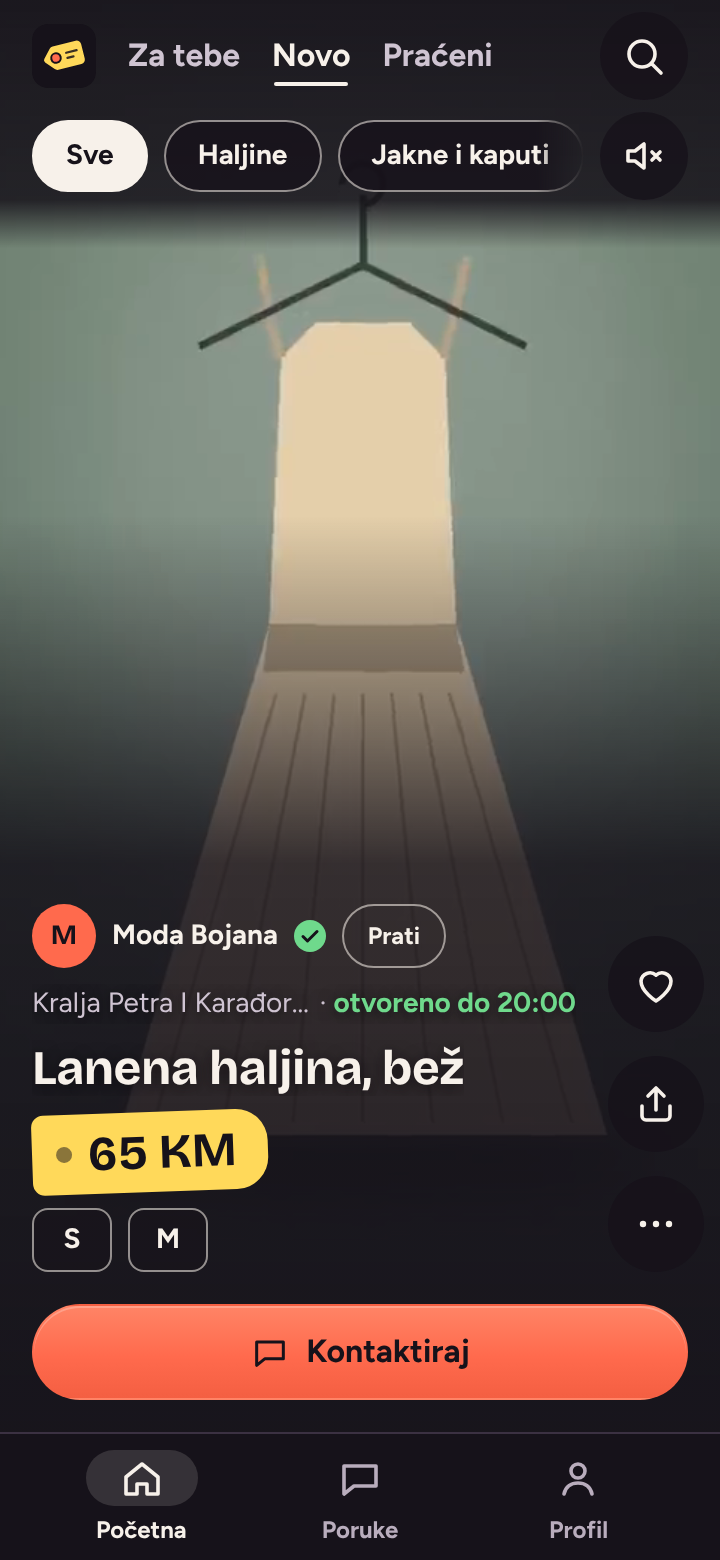 Za tebe Novo Praćeni
Sve Haljine Jakne i kaputi
M Moda Bojana Prati
Kralja Petra I Karađor... · otvoreno do 20:00
Lanena haljina, bež
65 KM
S M
Kontaktiraj
Početna Poruke Profil